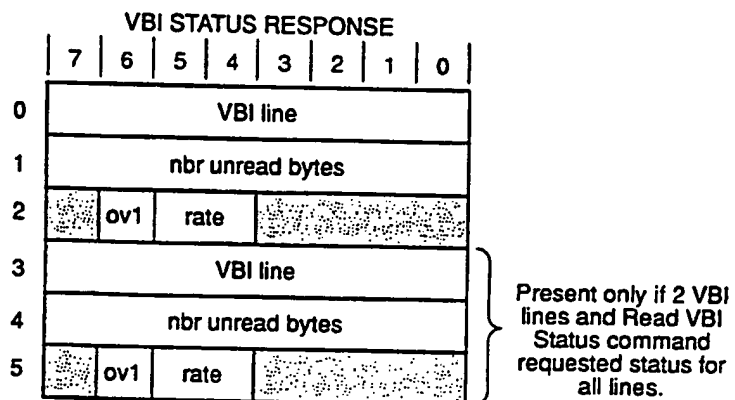 VBI STATUS RESPONSE
7 6 5 4 3 2 1 0
0 VBI line
1 nbr unread bytes
2 ov1 rate
3 VBI line
4 nbr unread bytes
5 ov1 rate
Present only if 2 VBI
lines and Read VBI
Status command
requested status for
all lines.